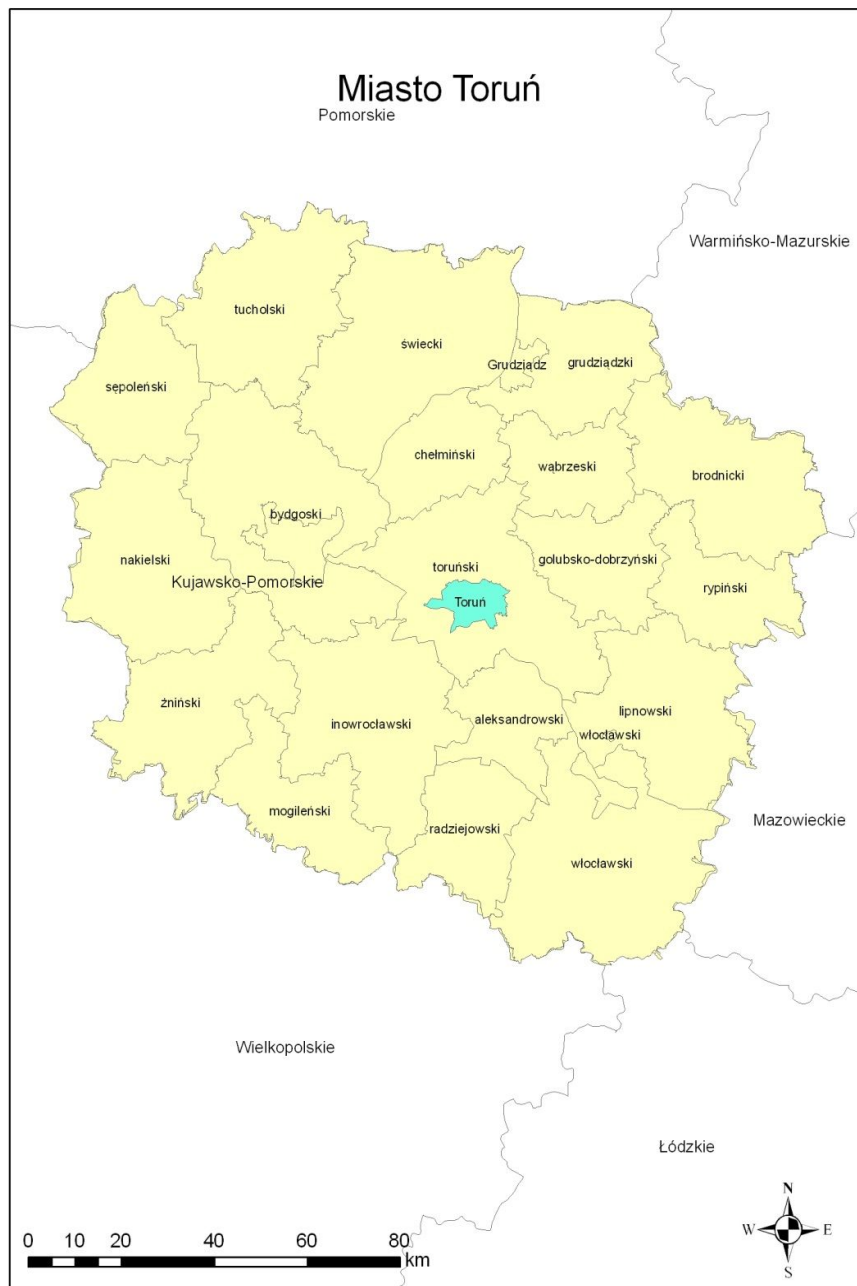 Miasto Toruń
Pomorskie
Warmińsko-Mazurskie
tucholski
świecki
Grudziądz
grudziądzki
sępoleński
chełmiński
wąbrzeski
brodnicki
bydgoski
nakielski
toruński
golubsko-dobrzyński
Kujawsko-Pomorskie
rypiński
Toruń
żniński
inowrocławski
aleksandrowski
lipnowski
włocławski
mogileński
radziejowski
Mazowieckie
włocławski
Wielkopolskie
Łódzkie
N
W
E
S
0 10 20 40 60 80
km